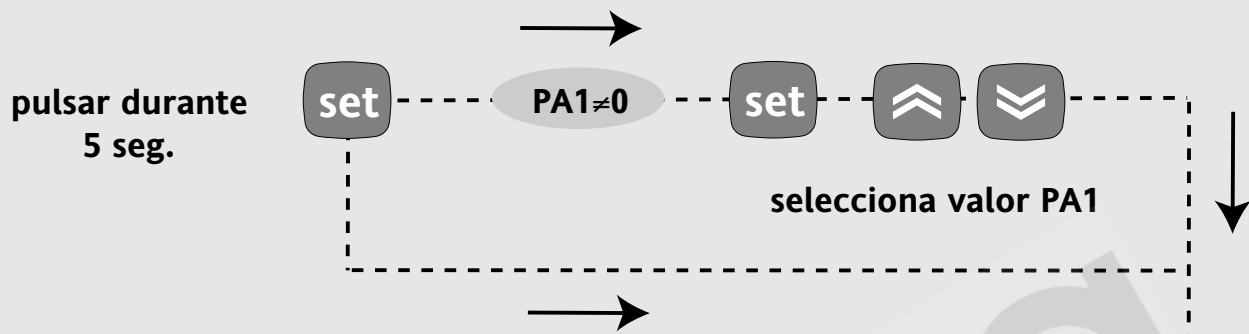 pulsar durante
5 seg.
set
PA1≠0
set
selecciona valor PA1